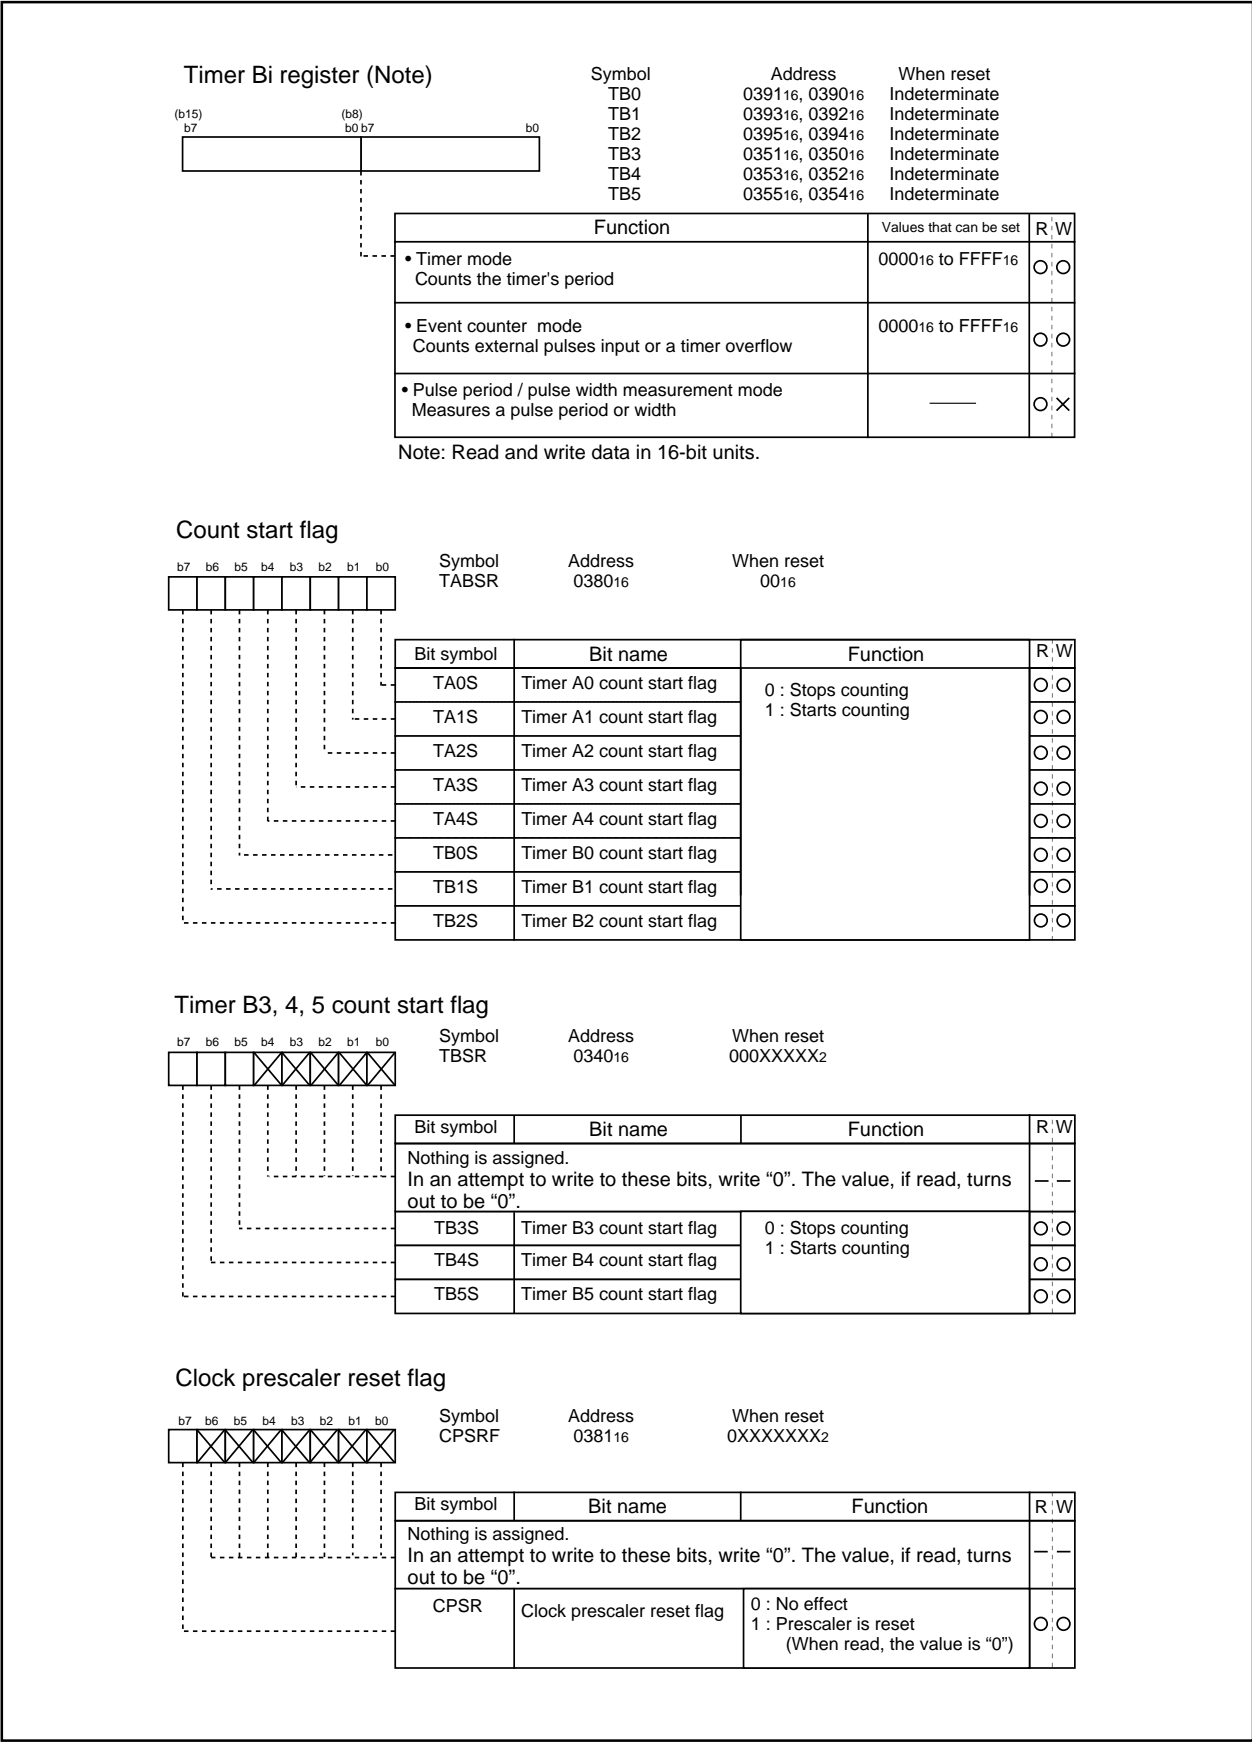 Timer Bi register (Note)
Symbol Address When reset
TB0 039116, 039016 Indeterminate
TB1 039316, 039216 Indeterminate
TB2 039516, 039416 Indeterminate
TB3 035116, 035016 Indeterminate
TB4 035316, 035216 Indeterminate
TB5 035516, 035416 Indeterminate
(b15) (b8)
b7 b0 b7 b0
Function Values that can be set R W
• Timer mode 000016 to FFFF16
Counts the timer's period
• Event counter mode 000016 to FFFF16
Counts external pulses input or a timer overflow
• Pulse period / pulse width measurement mode
Measures a pulse period or width
Note: Read and write data in 16-bit units.
Count start flag
b7 b6 b5 b4 b3 b2 b1 b0
Symbol Address When reset
TABSR 038016 0016
Bit symbol Bit name Function R W
TA0S Timer A0 count start flag 0 : Stops counting
1 : Starts counting
TA1S Timer A1 count start flag
TA2S Timer A2 count start flag
TA3S Timer A3 count start flag
TA4S Timer A4 count start flag
TB0S Timer B0 count start flag
TB1S Timer B1 count start flag
TB2S Timer B2 count start flag
Timer B3, 4, 5 count start flag
b7 b6 b5 b4 b3 b2 b1 b0
Symbol Address When reset
TBSR 034016 000XXXXX2
Bit symbol Bit name Function R W
Nothing is assigned.
In an attempt to write to these bits, write “0”. The value, if read, turns
out to be “0”.
TB3S Timer B3 count start flag 0 : Stops counting
1 : Starts counting
TB4S Timer B4 count start flag
TB5S Timer B5 count start flag
Clock prescaler reset flag
b7 b6 b5 b4 b3 b2 b1 b0
Symbol Address When reset
CPSRF 038116 0XXXXXXX2
Bit symbol Bit name Function R W
Nothing is assigned.
In an attempt to write to these bits, write “0”. The value, if read, turns
out to be “0”.
CPSR Clock prescaler reset flag 0 : No effect
1 : Prescaler is reset
(When read, the value is “0”)